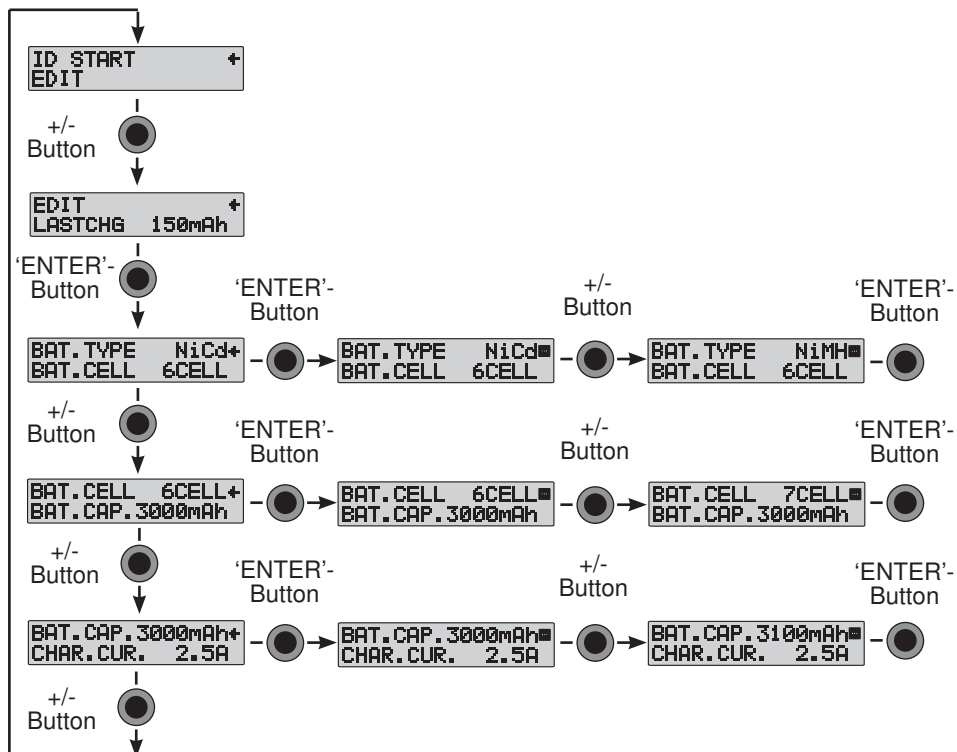 ID START ←
EDIT
+/-
Button
EDIT ←
LASTCHG 150mAh
‘ENTER’-
Button
BAT.TYPE NiCd←
BAT.CELL 6CELL
‘ENTER’-
Button
BAT.TYPE NiCd
BAT.CELL 6CELL
+/-
Button
BAT.TYPE NiMH
BAT.CELL 6CELL
‘ENTER’-
Button
+/-
Button
BAT.CELL 6CELL←
BAT.CAP.3000mAh
‘ENTER’-
Button
BAT.CELL 6CELL
BAT.CAP.3000mAh
+/-
Button
BAT.CELL 7CELL
BAT.CAP.3000mAh
‘ENTER’-
Button
+/-
Button
BAT.CAP.3000mAh←
CHAR.CUR. 2.5A
‘ENTER’-
Button
BAT.CAP.3000mAh
CHAR.CUR. 2.5A
+/-
Button
BAT.CAP.3100mAh
CHAR.CUR. 2.5A
‘ENTER’-
Button
+/-
Button